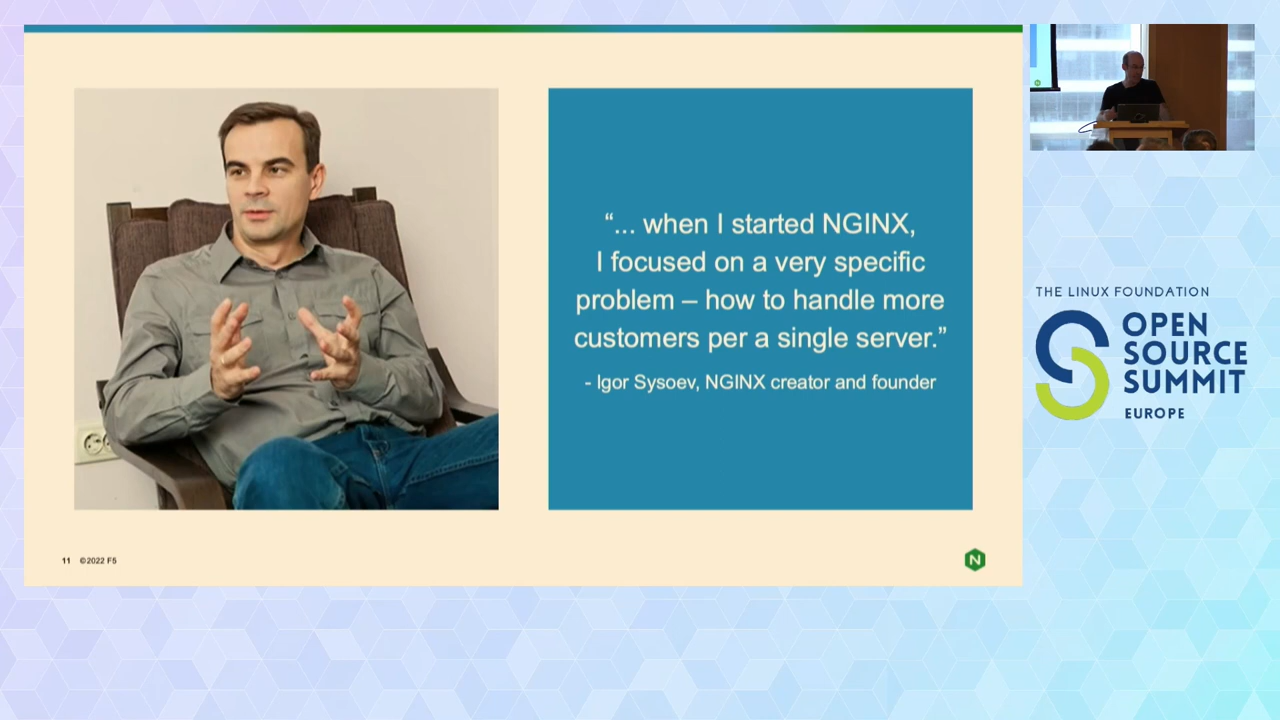 “... when I started NGINX,
I focused on a very specific
problem – how to handle more
customers per a single server.”
- Igor Sysoev, NGINX creator and founder
11 ©2022 F5
N
THE LINUX FOUNDATION
OPEN
SOURCE
SUMMIT
EUROPE